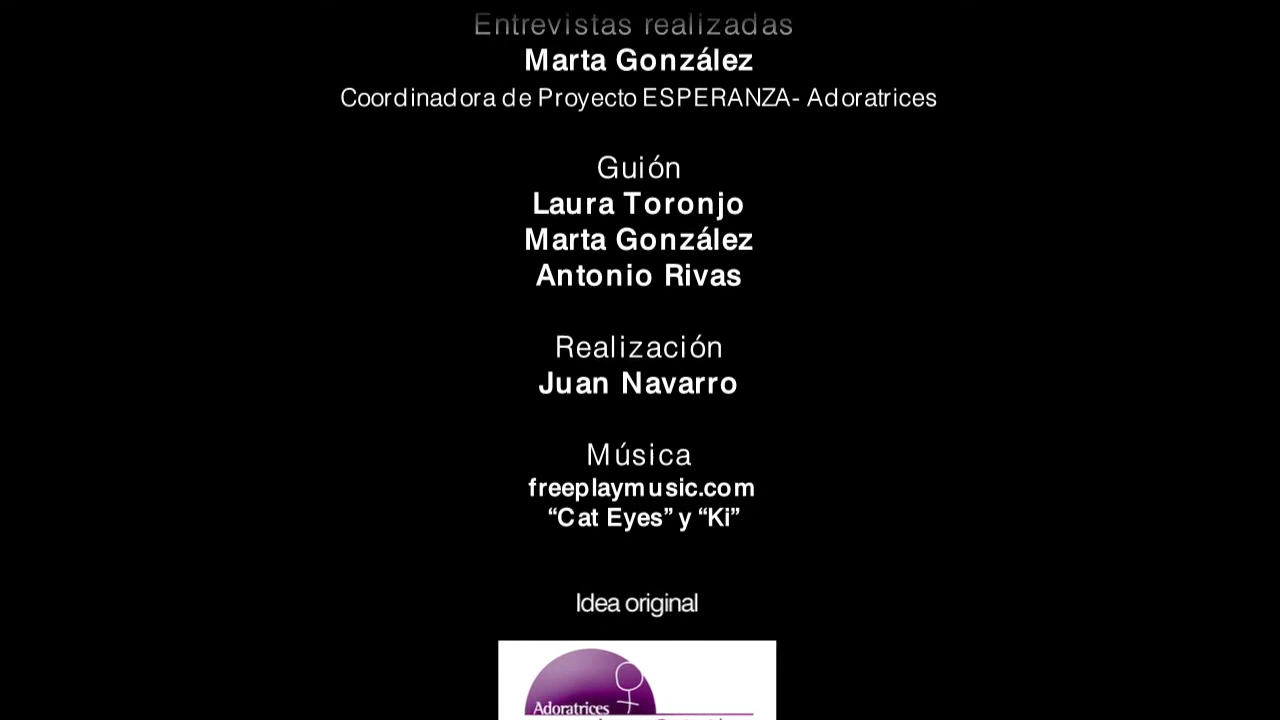 Entrevistas realizadas
Marta González
Coordinadora de Proyecto ESPERANZA- Adoratrices
Guión
Laura Toronjo
Marta González
Antonio Rivas
Realización
Juan Navarro
Música
freeplaymusic.com
“Cat Eyes” y “Ki”
Idea original
Adoratrices